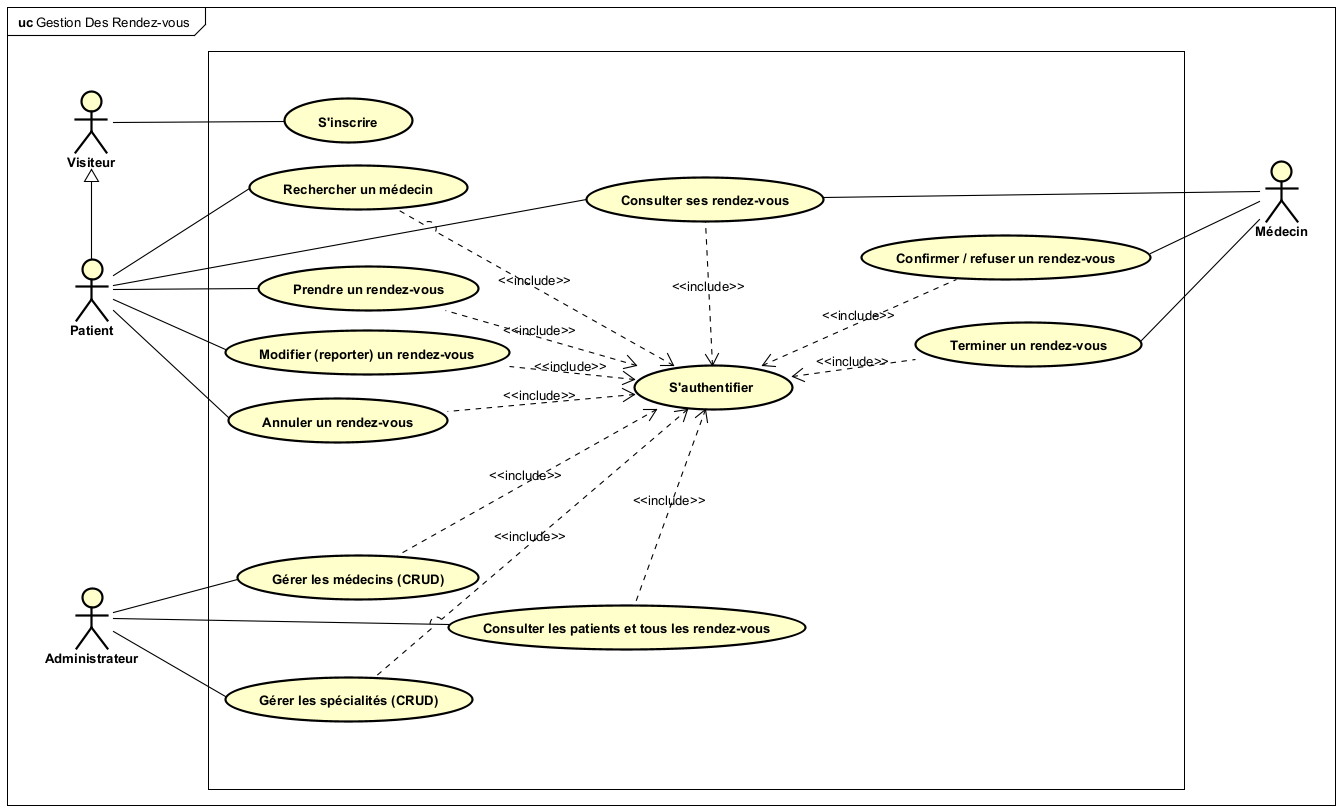 uc Gestion Des Rendez-vous
Visiteur
S'inscrire
Rechercher un médecin
Consulter ses rendez-vous
Médecin
Confirmer / refuser un rendez-vous
<<include>>
<<include>>
Prendre un rendez-vous
<<include>>
Patient
<<include>>
Terminer un rendez-vous
Modifier (reporter) un rendez-vous
<<include>>
<<include>>
S'authentifier
<<include>>
Annuler un rendez-vous
<<include>>
<<include>>
<<include>>
Gérer les médecins (CRUD)
Consulter les patients et tous les rendez-vous
Administrateur
Gérer les spécialités (CRUD)